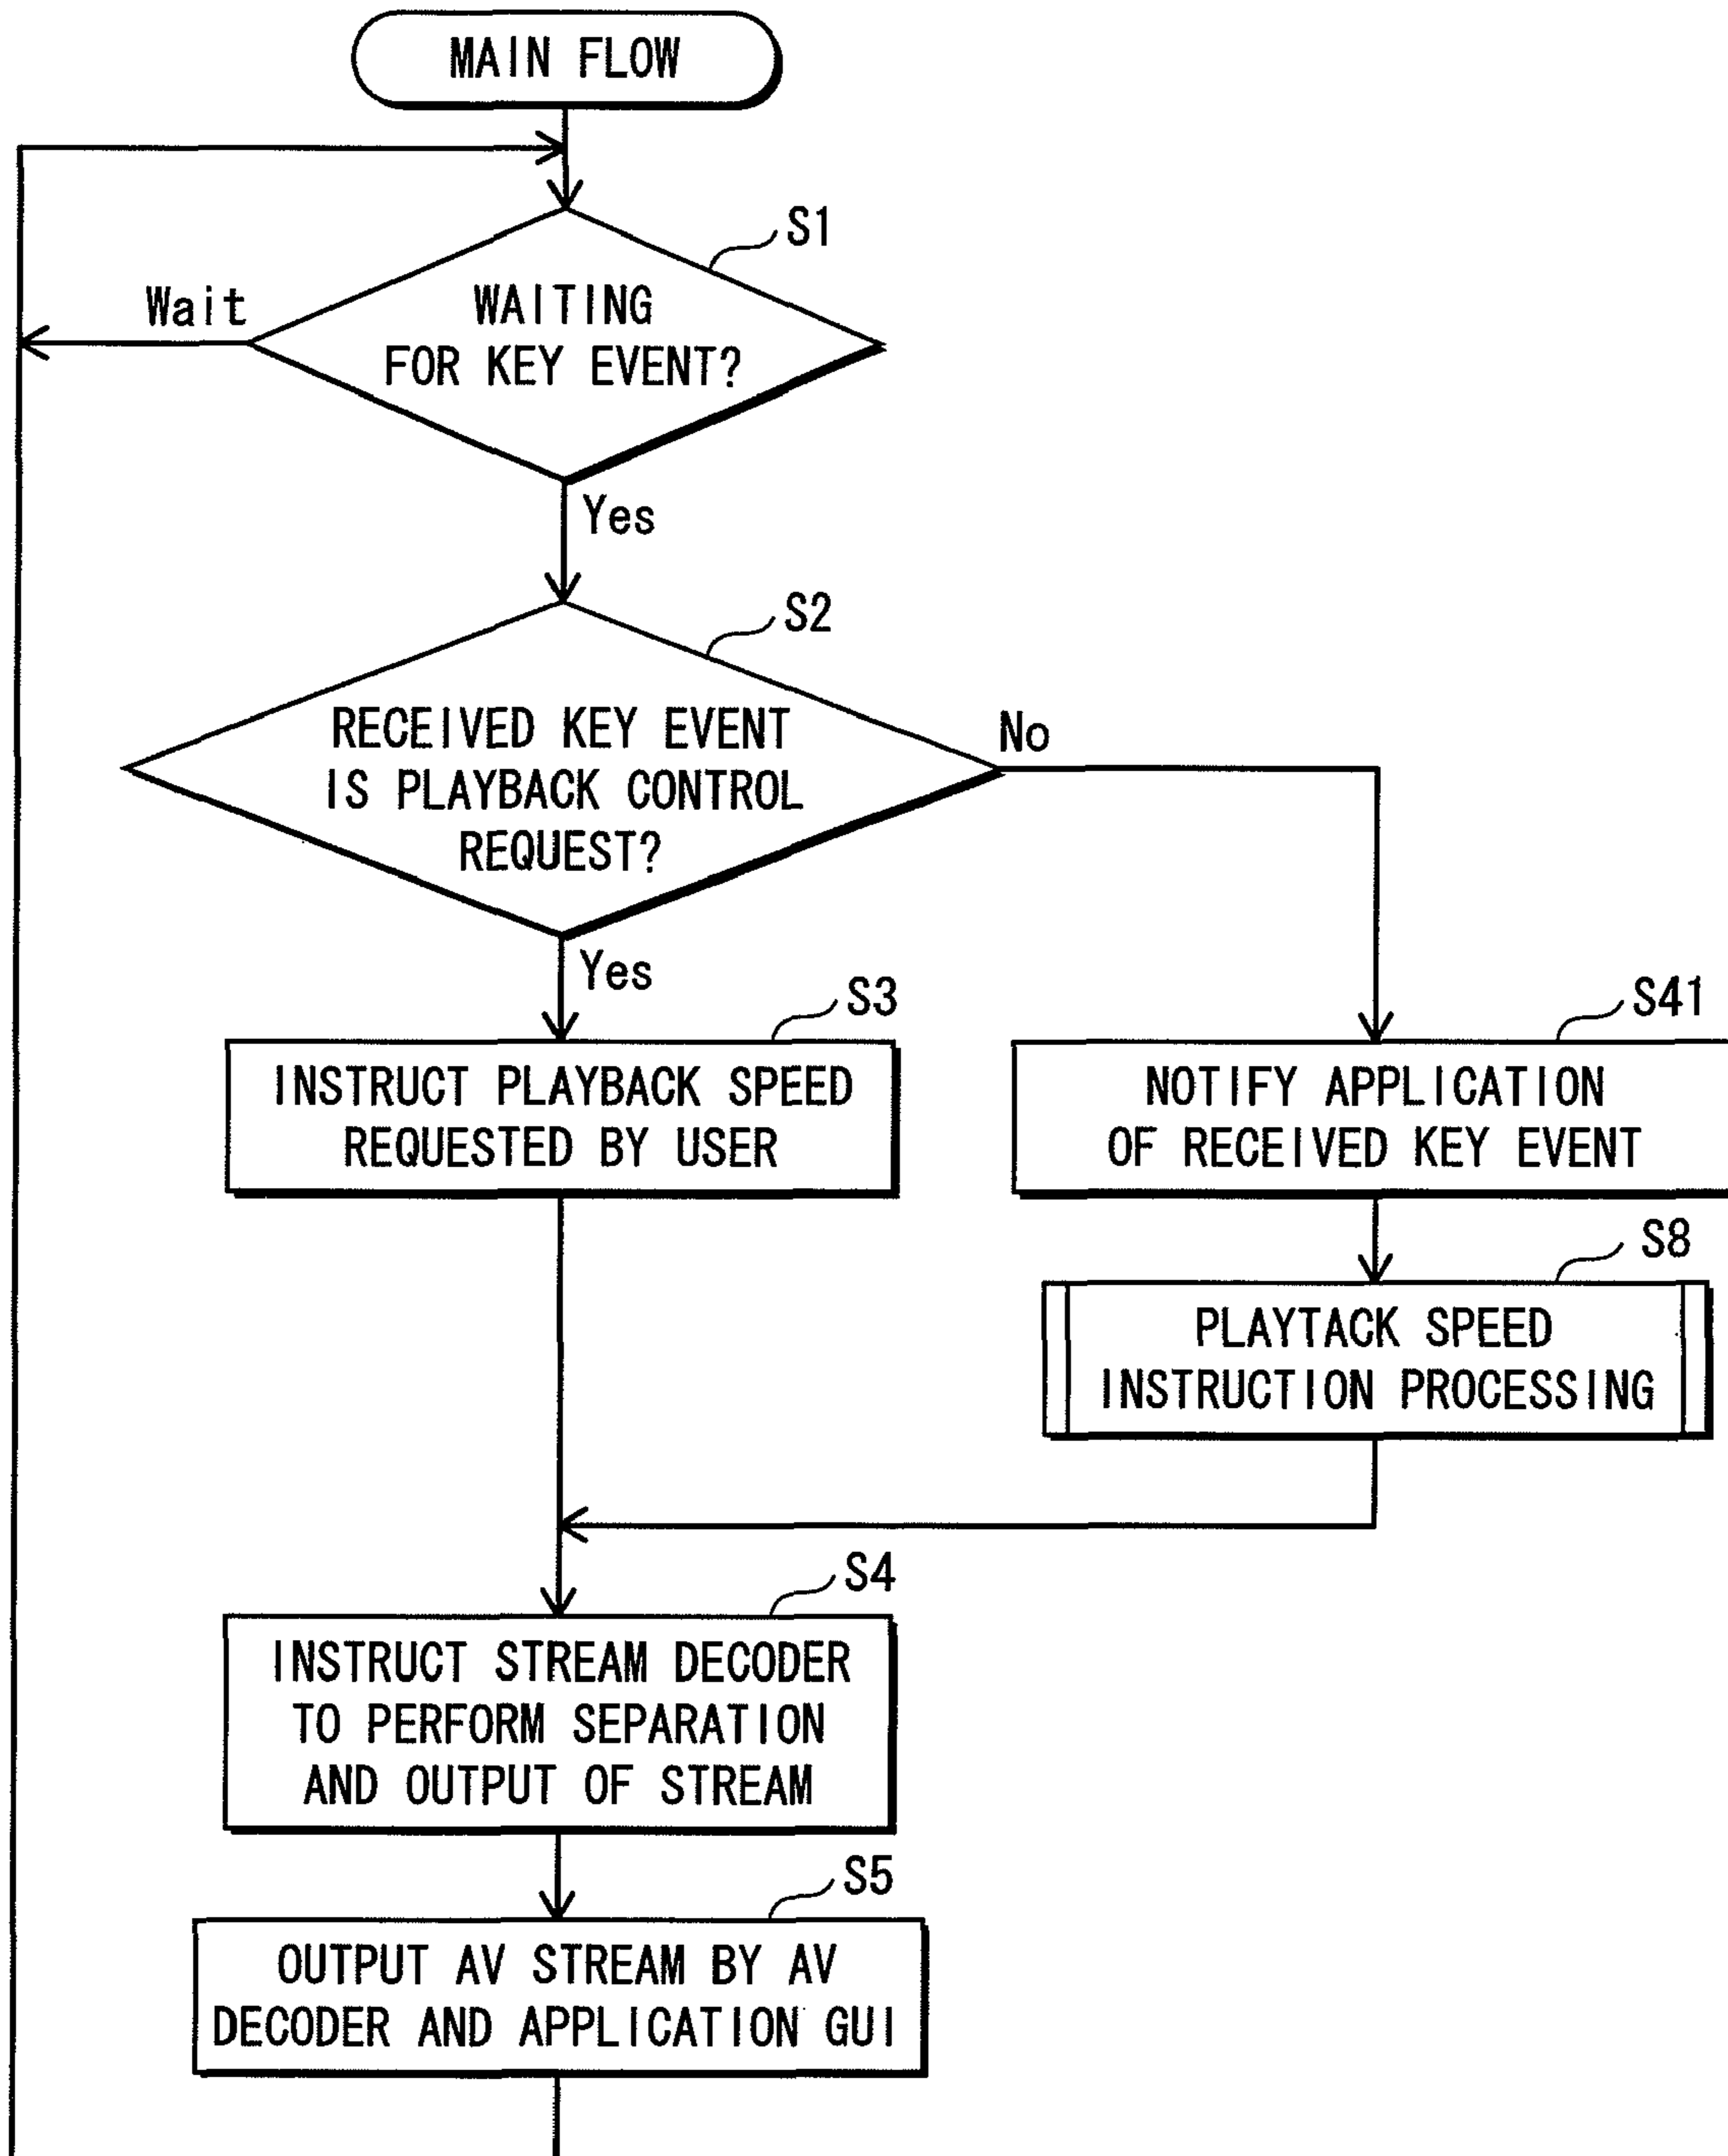 MAIN FLOW
S1
Wait
WAITING
FOR KEY EVENT?
Yes
S2
RECEIVED KEY EVENT
IS PLAYBACK CONTROL
REQUEST?
No
Yes
S3
INSTRUCT PLAYBACK SPEED
REQUESTED BY USER
S41
NOTIFY APPLICATION
OF RECEIVED KEY EVENT
S8
PLAYTACK SPEED
INSTRUCTION PROCESSING
S4
INSTRUCT STREAM DECODER
TO PERFORM SEPARATION
AND OUTPUT OF STREAM
S5
OUTPUT AV STREAM BY AV
DECODER AND APPLICATION GUI